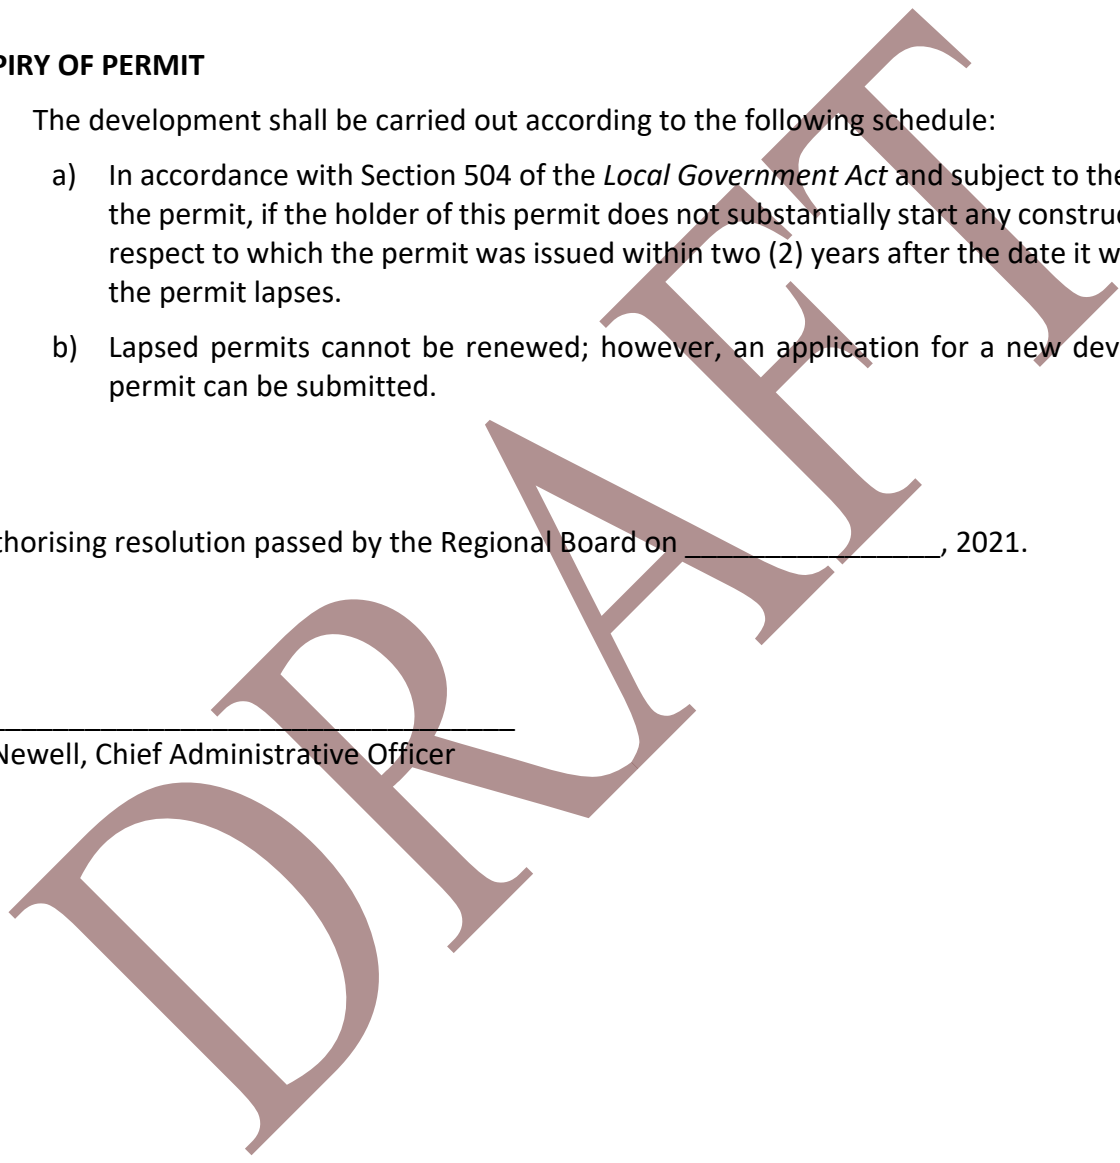 PIRY OF PERMIT
The development shall be carried out according to the following schedule:
a) In accordance with Section 504 of the Local Government Act and subject to the
the permit, if the holder of this permit does not substantially start any construc
respect to which the permit was issued within two (2) years after the date it w
the permit lapses.
b) Lapsed permits cannot be renewed; however, an application for a new dev
permit can be submitted.
thorising resolution passed by the Regional Board on ________________, 2021.
Newell, Chief Administrative Officer
DRAFT